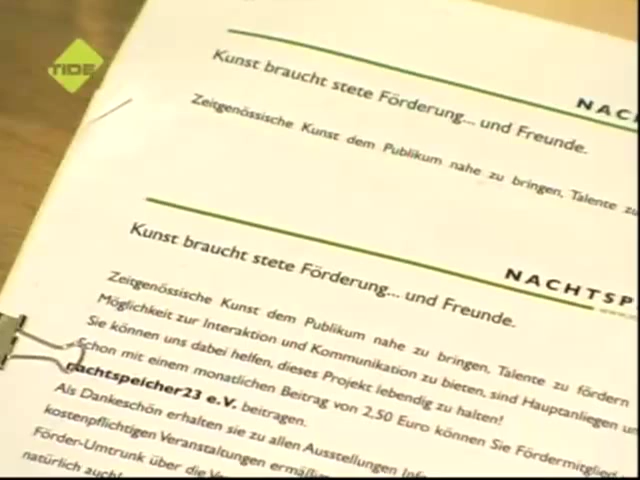 TIDE
NACH
Kunst braucht stete Förderung... und Freunde.
Zeitgenössische Kunst dem Publikum nahe zu bringen, Talente zu
NACHTSP
Kunst braucht stete Förderung... und Freunde.
Zeitgenössische Kunst dem Publikum nahe zu bringen, Talente zu fördern
Möglichkeit zur Interaktion und Kommunikation zu bieten, sind Hauptanliegen un
Sie können uns dabei helfen, dieses Projekt lebendig zu halten!
Schon mit einem monatlichen Beitrag von 2,50 Euro können Sie Fördermitglied
nachtspeicher23 e.V. beitragen.
Als Dankeschön erhalten sie zu allen Ausstellungen Info
kostenpflichtigen Veranstaltungen ermäßi
Förder-Umtrunk über die Ve
natürlich auch!